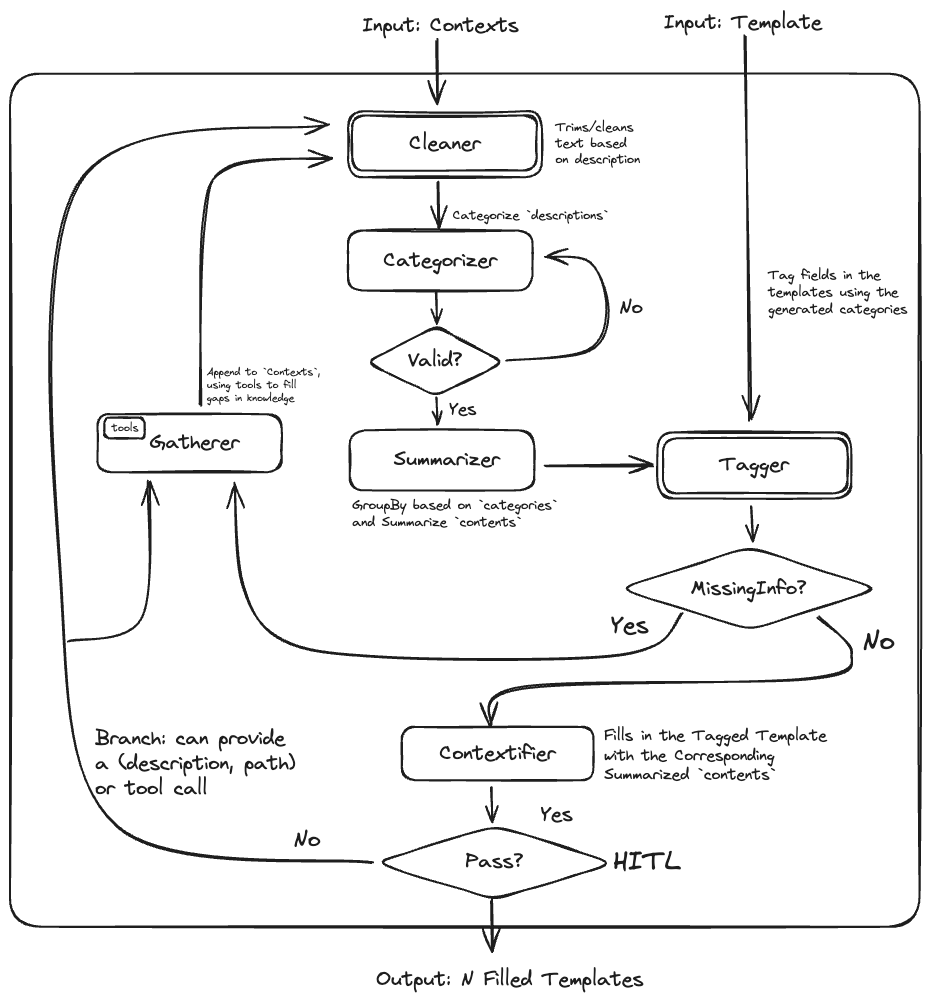 Input: Contexts
Input: Template
Cleaner
Trims/cleans
text based
on description
Categorize `descriptions`
Categorizer
No
Tag fields in the
templates using the
generated categories
Valid?
Yes
Append to `Contexts`,
using tools to fill
gaps in knowledge
tools
Gatherer
Summarizer
Tagger
GroupBy based on `categories`
and Summarize `contents`
MissingInfo?
Yes
No
Branch: can provide
a (description, path)
or tool call
Contextifier
Fills in the Tagged Template
with the Corresponding
Summarized `contents`
Yes
No
Pass?
HITL
Output: N Filled Templates